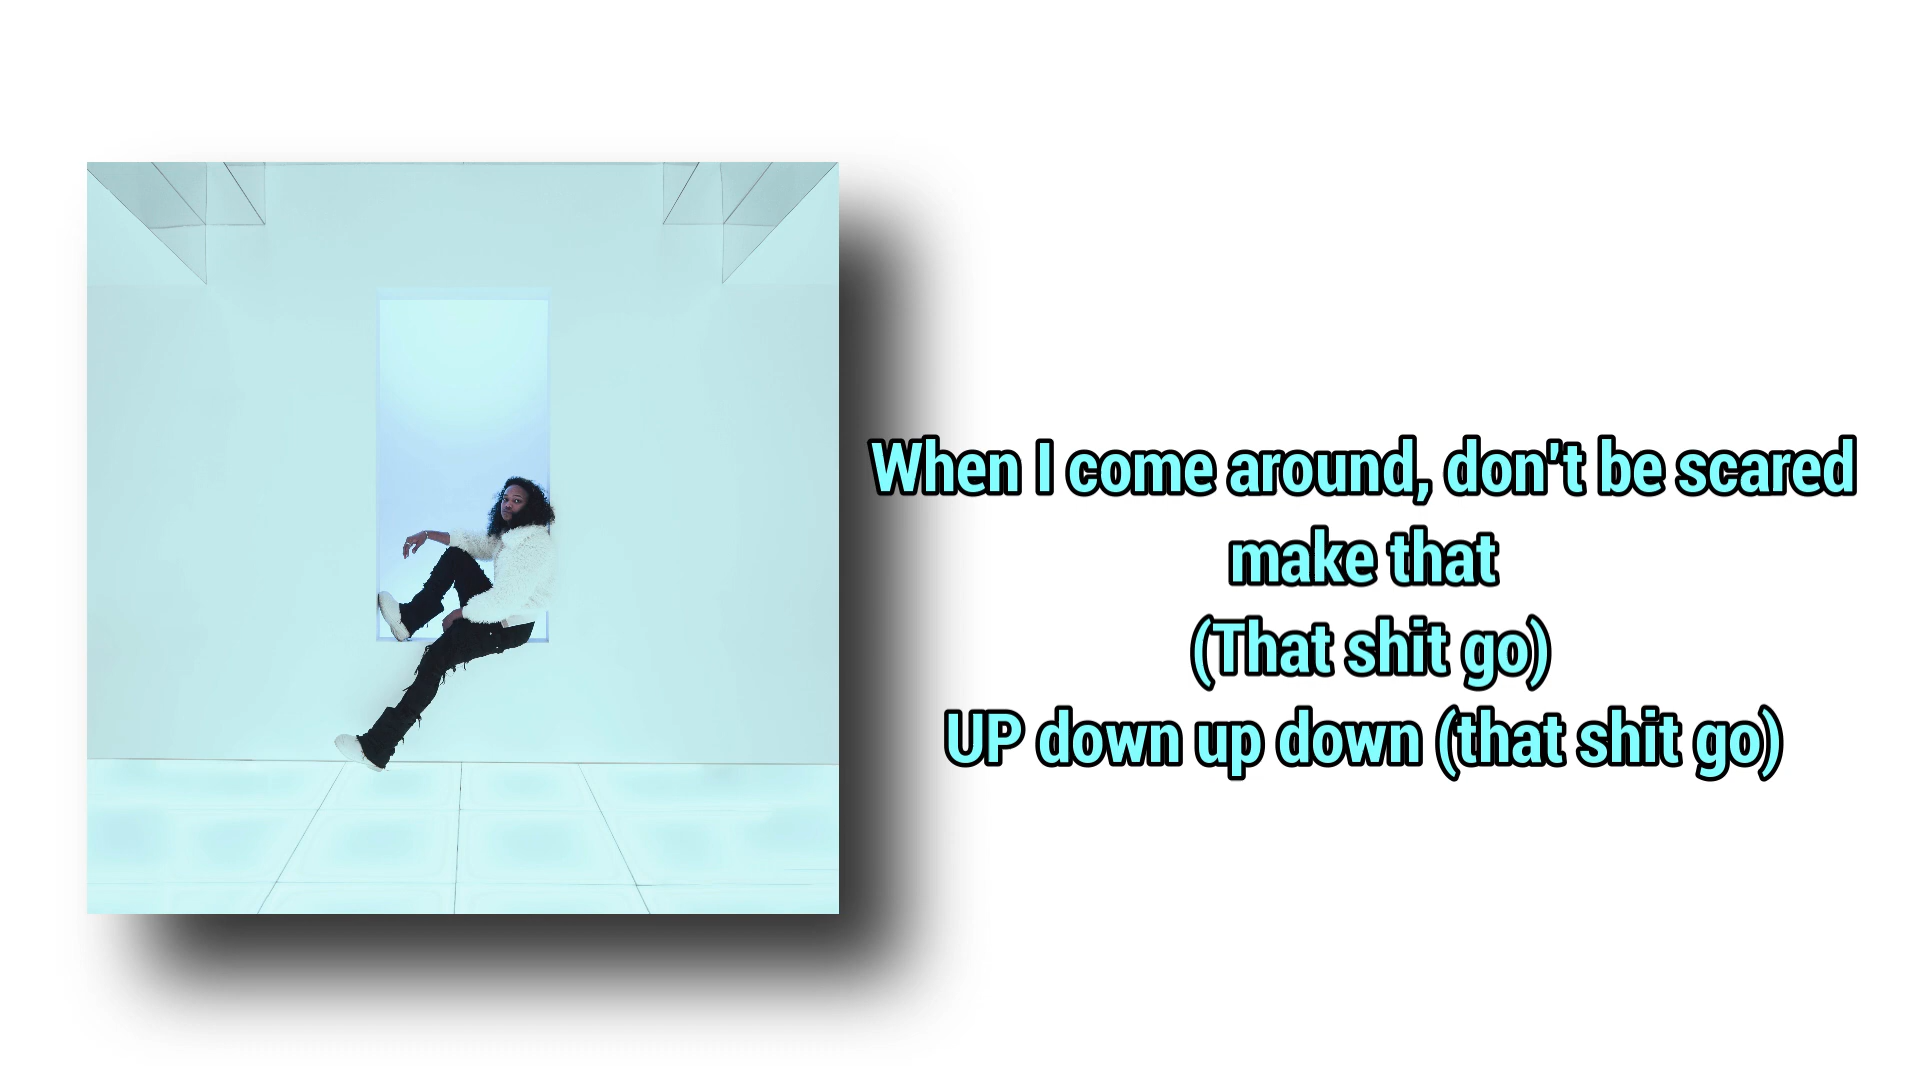 When I come around, don't be scared
make that
(That shit go)
UP down up down (that shit go)